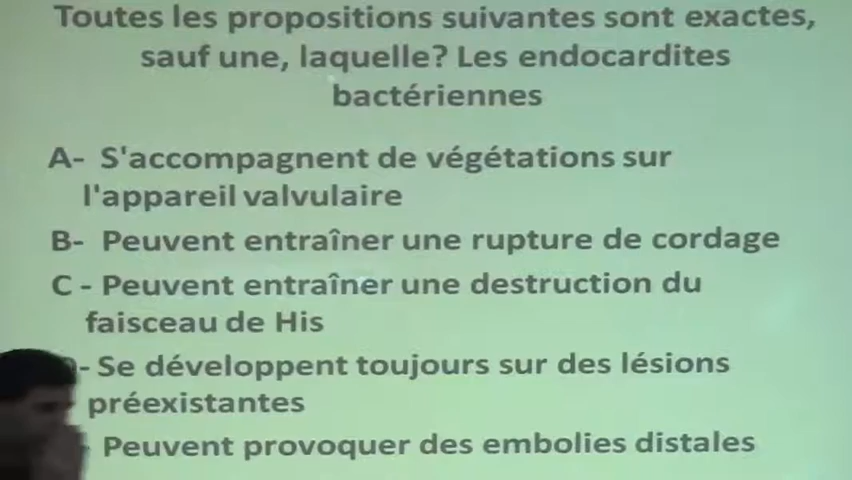 Toutes les propositions suivantes sont exactes,
sauf une, laquelle? Les endocardites
bactériennes
A- S'accompagnent de végétations sur
l'appareil valvulaire
B- Peuvent entraîner une rupture de cordage
C - Peuvent entraîner une destruction du
faisceau de His
- Se développent toujours sur des lésions
préexistantes
Peuvent provoquer des embolies distales